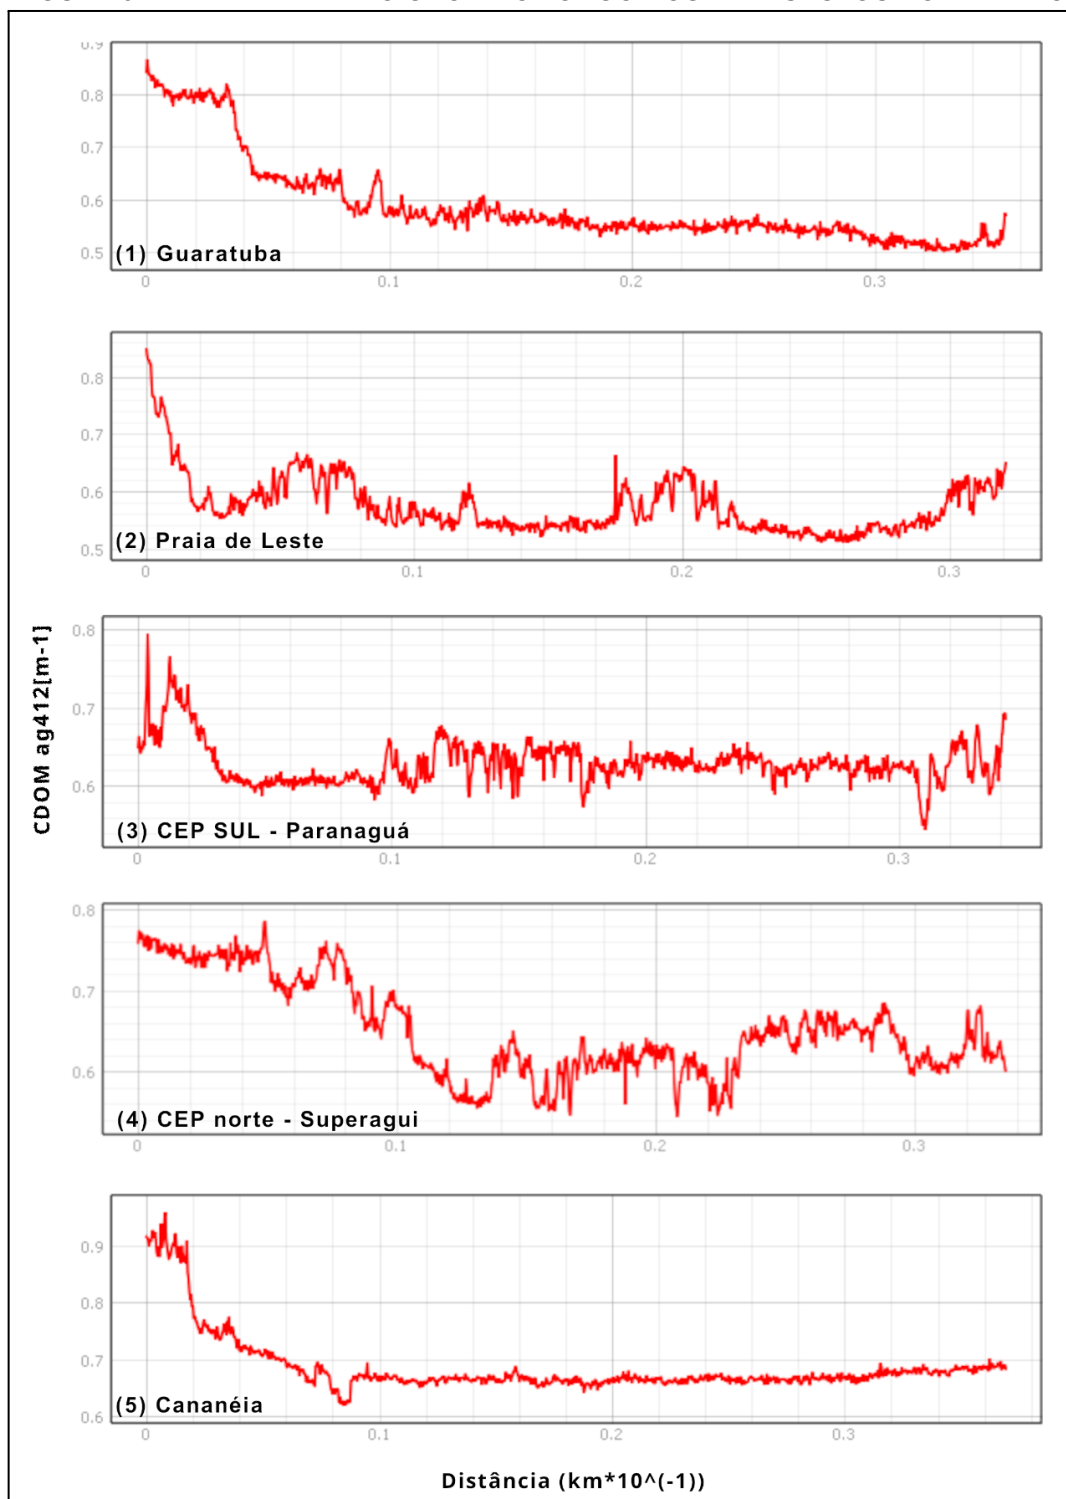 0.9
0.8
0.7
0.6
0.5
(1) Guaratuba
0 0.1 0.2 0.3
0.8
0.7
0.6
0.5
(2) Praia de Leste
0 0.1 0.2 0.3
CDOM ag412[m-1]
0.8
0.7
0.6
(3) CEP SUL - Paranaguá
0 0.1 0.2 0.3
0.8
0.7
0.6
(4) CEP norte - Superagui
0 0.1 0.2 0.3
0.9
0.8
0.7
0.6
(5) Cananéia
0 0.1 0.2 0.3
Distância (km*10^(-1))